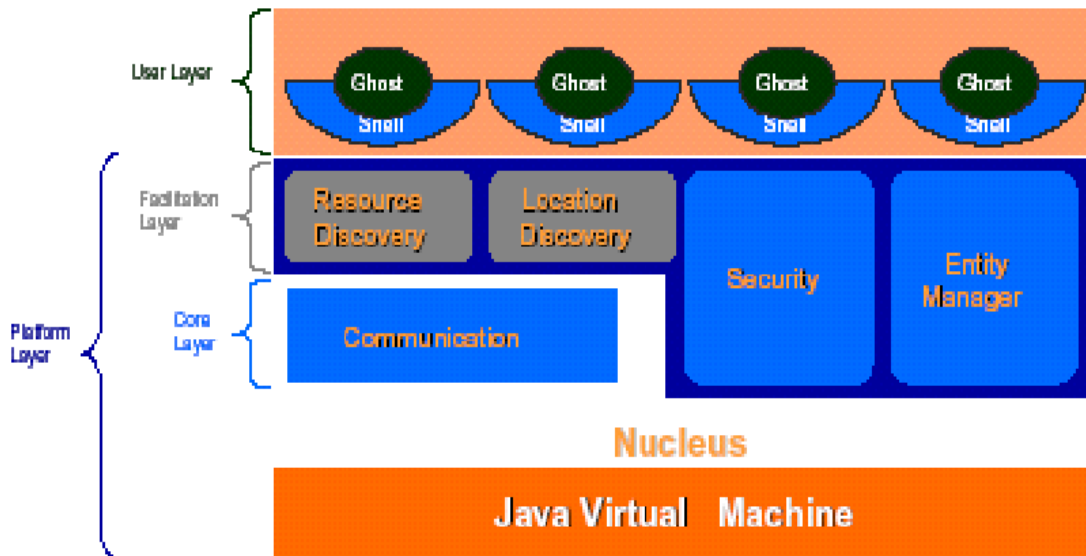 User Layer
Ghost
Shell
Ghost
Shell
Ghost
Shell
Ghost
Shell
Facilitation
Layer
Resource
Discovery
Location
Discovery
Security
Entity
Manager
Core
Layer
Communication
Platform
Layer
Nucleus
Java Virtual Machine